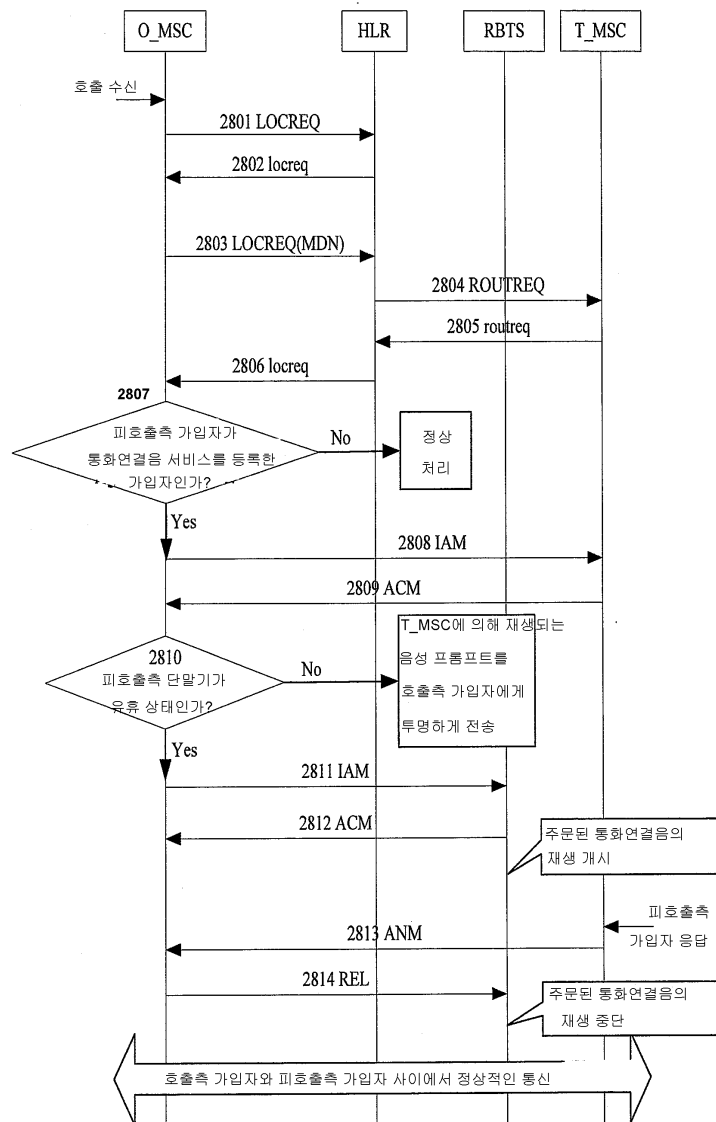 O_MSC
HLR
RBTS
T_MSC
호출 수신
2801 LOCREQ
2802 locreq
2803 LOCREQ(MDN)
2804 ROUTREQ
2805 routreq
2806 locreq
2807
피호출측 가입자가
통화연결음 서비스를 등록한
가입자인가?
No
정상
처리
Yes
2808 IAM
2809 ACM
2810
피호출측 단말기가
유휴 상태인가?
No
T_MSC에 의해 재생되는
음성 프롬프트를
호출측 가입자에게
투명하게 전송
Yes
2811 IAM
2812 ACM
주문된 통화연결음의
재생 개시
피호출측
가입자 응답
2813 ANM
2814 REL
주문된 통화연결음의
재생 중단
호출측 가입자와 피호출측 가입자 사이에서 정상적인 통신